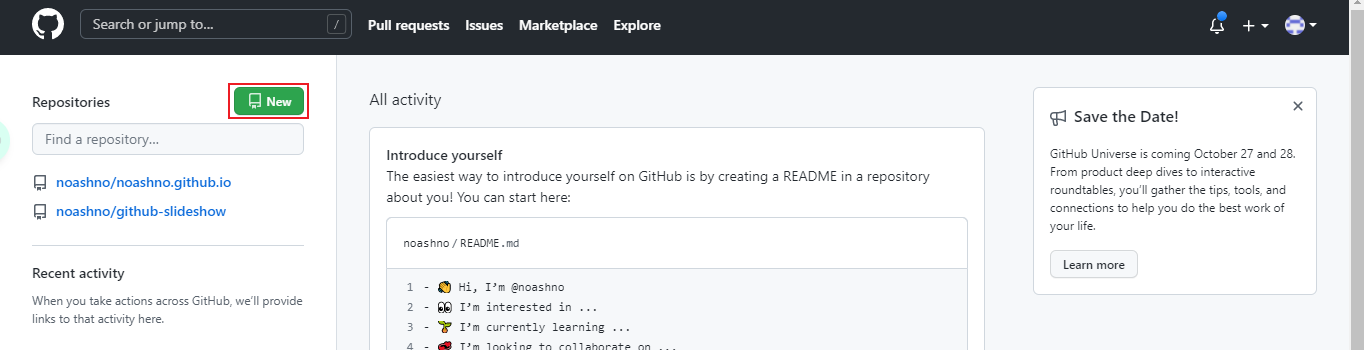 Search or jump to...
/
Pull requests
Issues
Marketplace
Explore
Repositories
New
Find a repository...
noashno/noashno.github.io
noashno/github-slideshow
Recent activity
When you take actions across GitHub, we'll provide
links to that activity here.
All activity
Introduce yourself
The easiest way to introduce yourself on GitHub is by creating a README in a repository
about you! You can start here:
noashno / README.md
1 - 👋 Hi, I'm @noashno
2 - 👀 I'm interested in ...
3 - 🌱 I'm currently learning ...
4 - 💞️ I'm looking to collaborate on ...
Save the Date!
GitHub Universe is coming October 27 and 28.
From product deep dives to interactive
roundtables, you'll gather the tips, tools, and
connections to help you do the best work of
your life.
Learn more